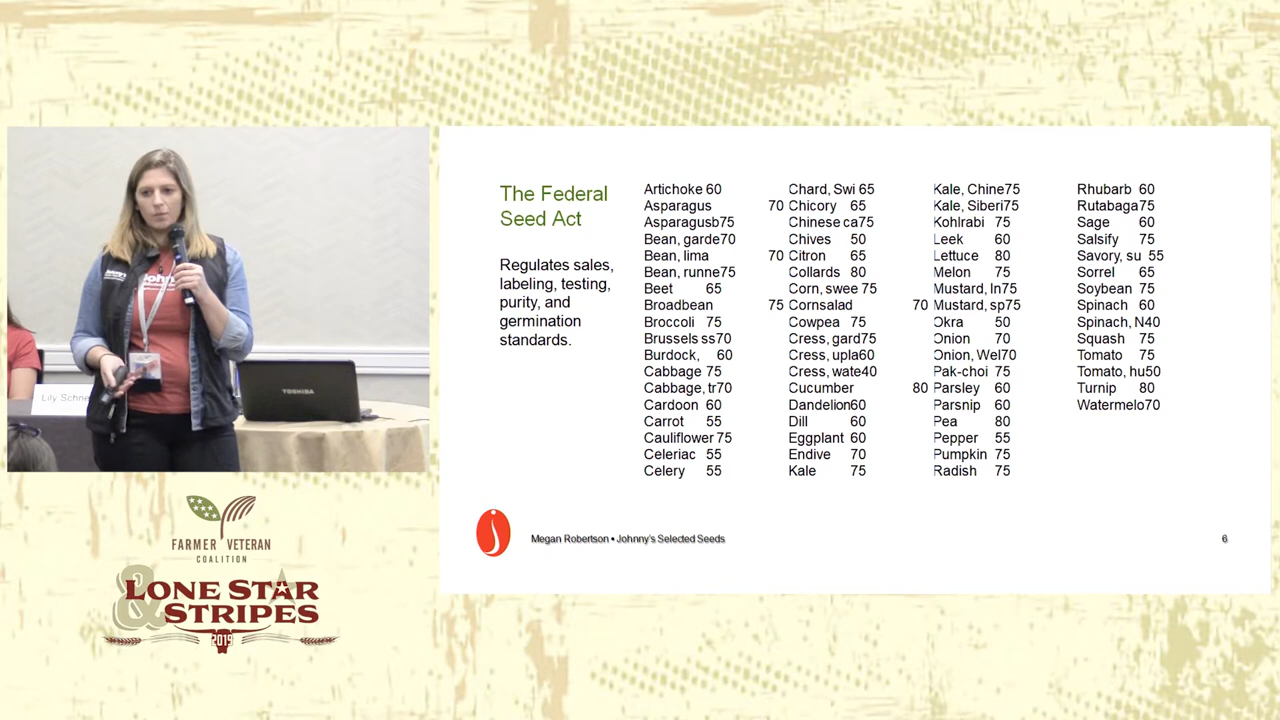 The Federal
Seed Act
Regulates sales,
labeling, testing,
purity, and
germination
standards.
Artichoke 60
Asparagus 70
Asparagusb75
Bean, garde70
Bean, lima 70
Bean, runne75
Beet 65
Broadbean 75
Broccoli 75
Brussels ss70
Burdock, 60
Cabbage 75
Cabbage, tr70
Cardoon 60
Carrot 55
Cauliflower 75
Celeriac 55
Celery 55
Chard, Swi 65
Chicory 65
Chinese ca75
Chives 50
Citron 65
Collards 80
Corn, swee 75
Cornsalad 70
Cowpea 75
Cress, gard75
Cress, upla60
Cress, wate40
Cucumber 80
Dandelion60
Dill 60
Eggplant 60
Endive 70
Kale 75
Kale, Chine75
Kale, Siberi75
Kohlrabi 75
Leek 60
Lettuce 80
Melon 75
Mustard, In75
Mustard, sp75
Okra 50
Onion 70
Onion, Wel70
Pak-choi 75
Parsley 60
Parsnip 60
Pea 80
Pepper 55
Pumpkin 75
Radish 75
Rhubarb 60
Rutabaga75
Sage 60
Salsify 75
Savory, su 55
Sorrel 65
Soybean 75
Spinach 60
Spinach, N40
Squash 75
Tomato 75
Tomato, hu50
Turnip 80
Watermelo70
Megan Robertson • Johnny's Selected Seeds
6
Lily Schne
TOSHIBA
FARMER VETERAN
COALITION
LONE STAR
& STRIPES
2019